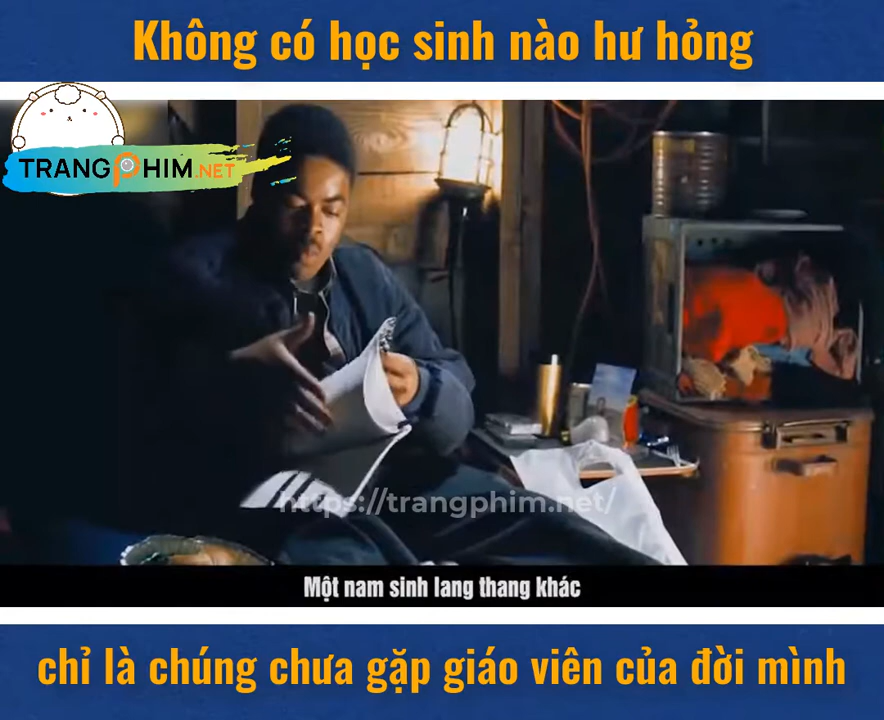 Không có học sinh nào hư hỏng
TRANGPHIM.NET
https://trangphim.net/
Một nam sinh lang thang khác
chỉ là chúng chưa gặp giáo viên của đời mình